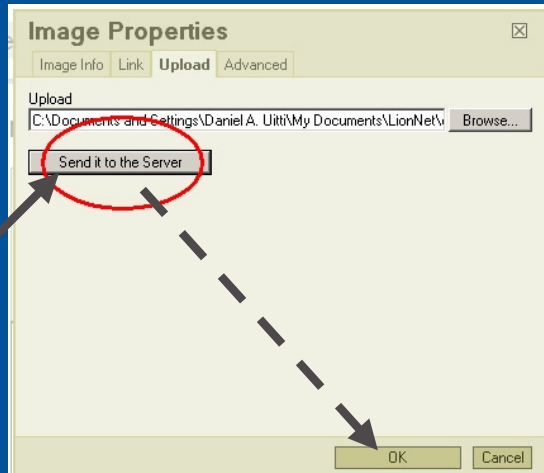 Image Properties
Image Info Link Upload Advanced
Upload
C:\Documents and Settings\Daniel A. Uitti\My Documents\LionNet\ Browse...
Send it to the Server
OK Cancel